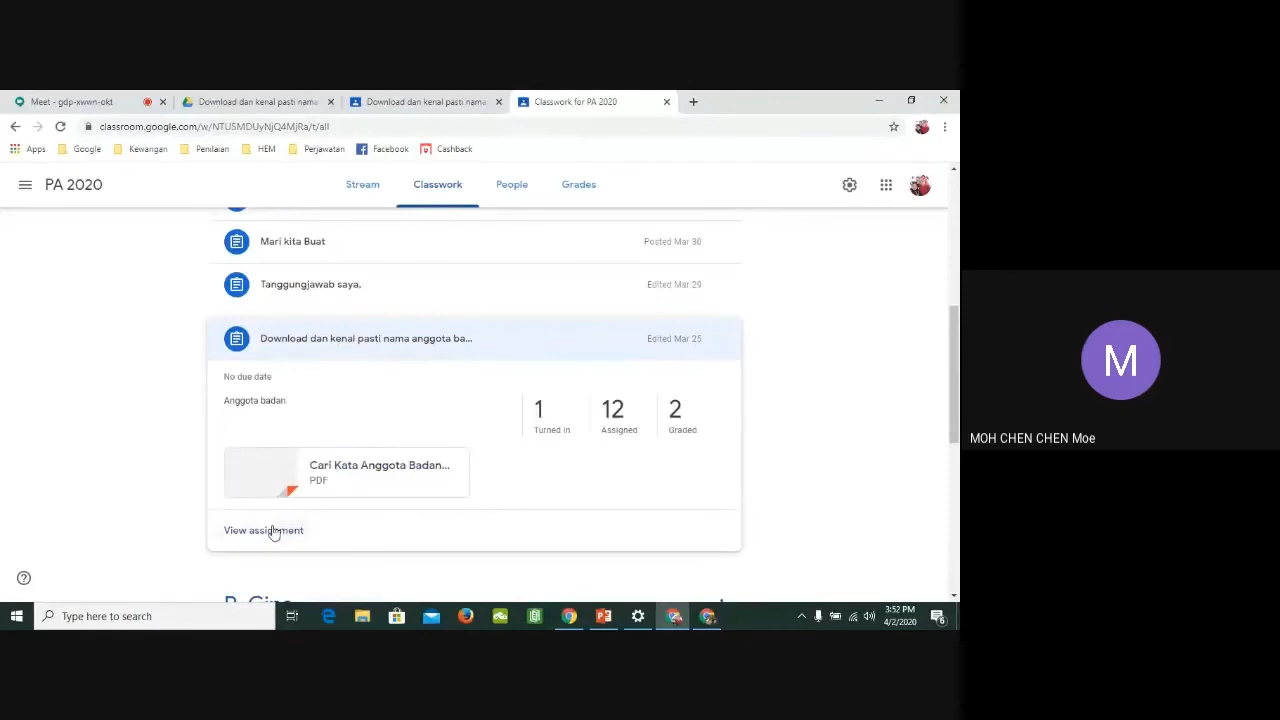 Meet - gdp-xwwn-okt
Download dan kenal pasti nama
Download dan kenal pasti nama
Classwork for PA 2020
classroom.google.com/w/NTU5MDUyNjQ4MjRa/t/all
Apps
Google
Kewangan
Penilaian
HEM
Perjawatan
Facebook
Cashback
PA 2020
Stream
Classwork
People
Grades
Mari kita Buat
Posted Mar 30
Tanggungjawab saya,
Edited Mar 29
Download dan kenal pasti nama anggota ba...
Edited Mar 25
No due date
Anggota badan
1
Turned in
12
Assigned
2
Graded
Cari Kata Anggota Badan...
PDF
View assignment
M
MOH CHEN CHEN Moe
Type here to search
3:52 PM
4/2/2020
6